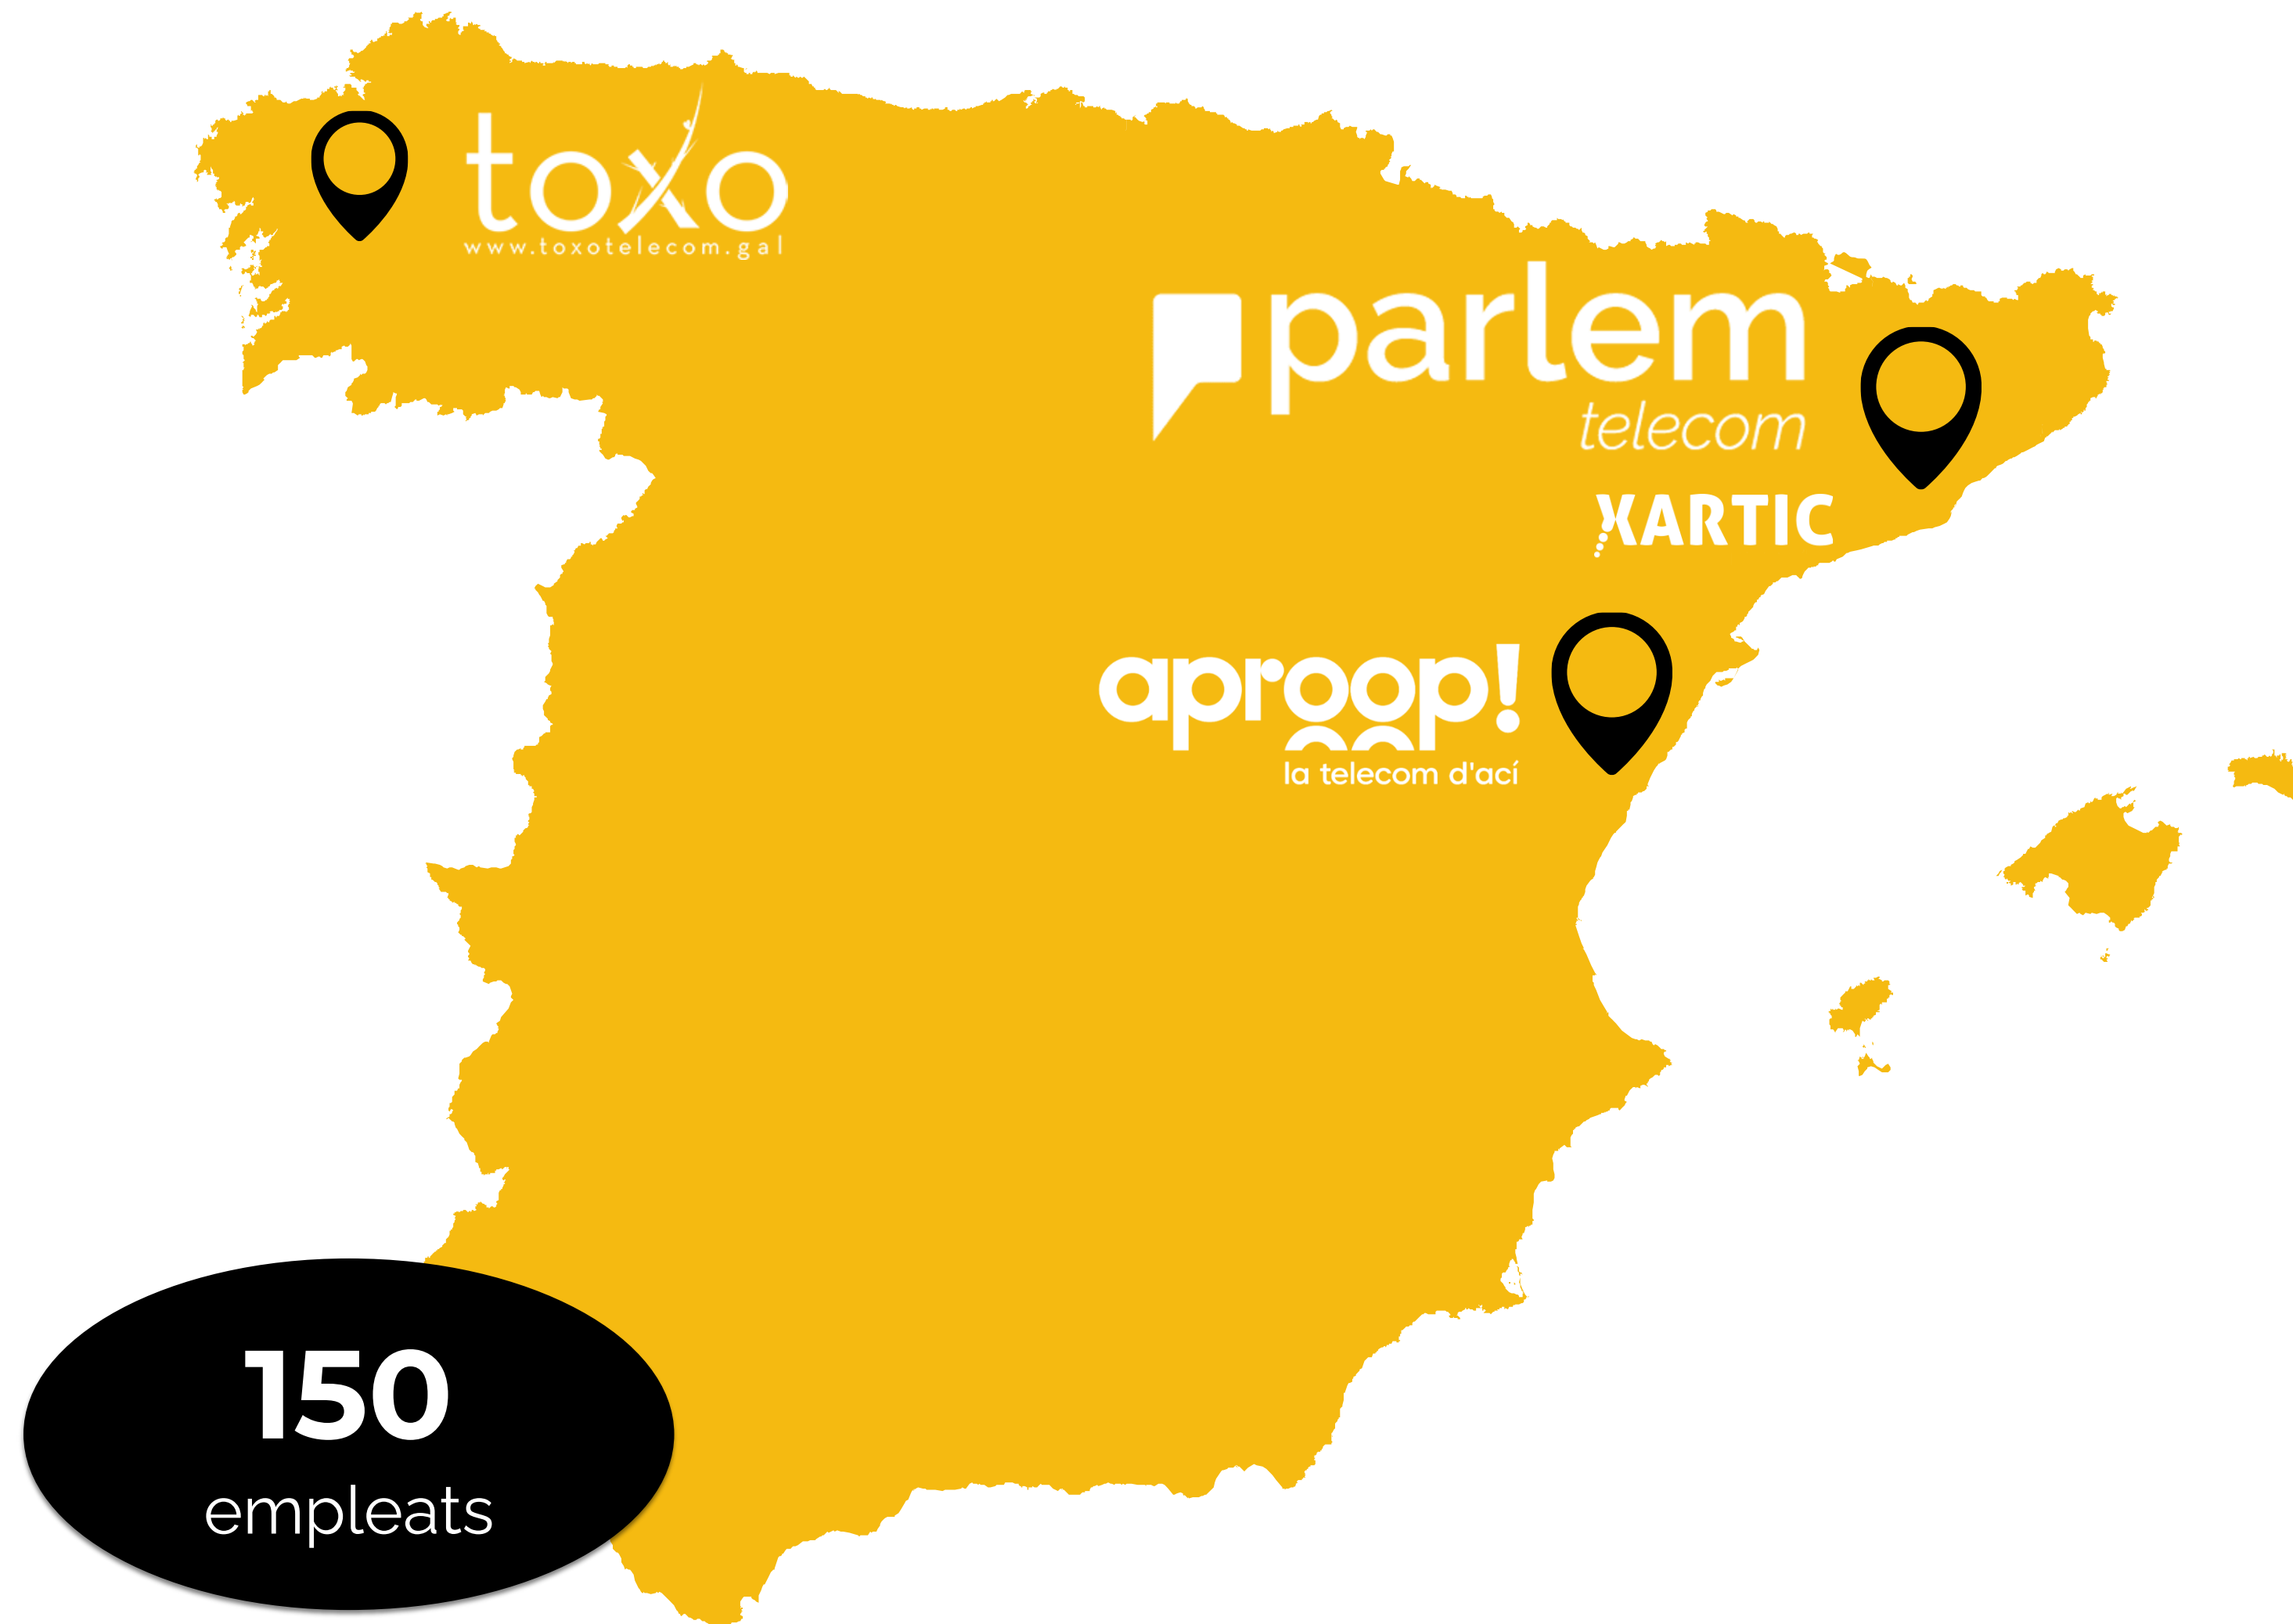 toxo
www.toxotelecom.gal
parlem
telecom
XARTIC
aproop!
la telecom d'ací
150
empleats